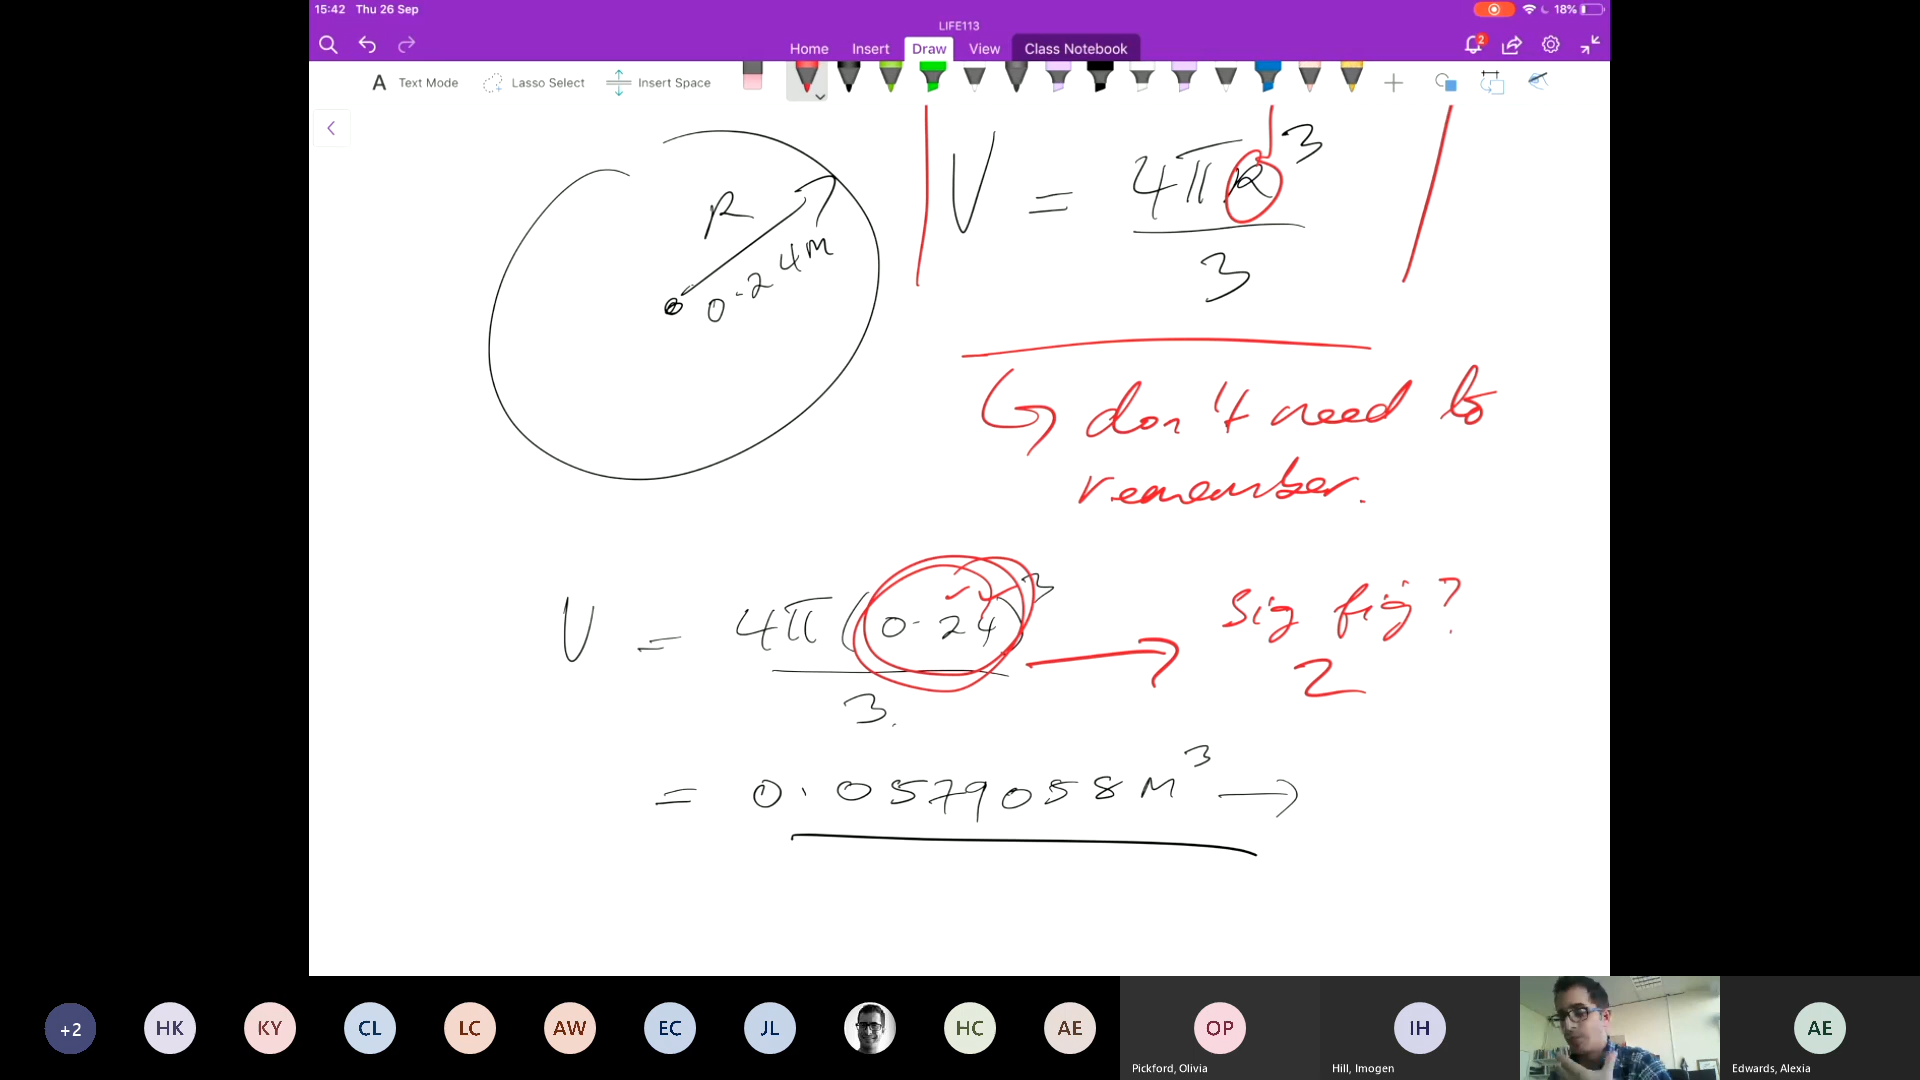 15:42 Thu 26 Sep
18%
LIFE113
Home Insert Draw View Class Notebook
2
A Text Mode Lasso Select Insert Space
R
0.24m
V = 4πR³
3
don't need to
remember.
V = 4π(0.24)³
3.
Sig fig?
2
= 0.0579058m³ →
+2 HK KY CL LC AW EC JL HC AE OP IH AE
Pickford, Olivia Hill, Imogen Edwards, Alexia